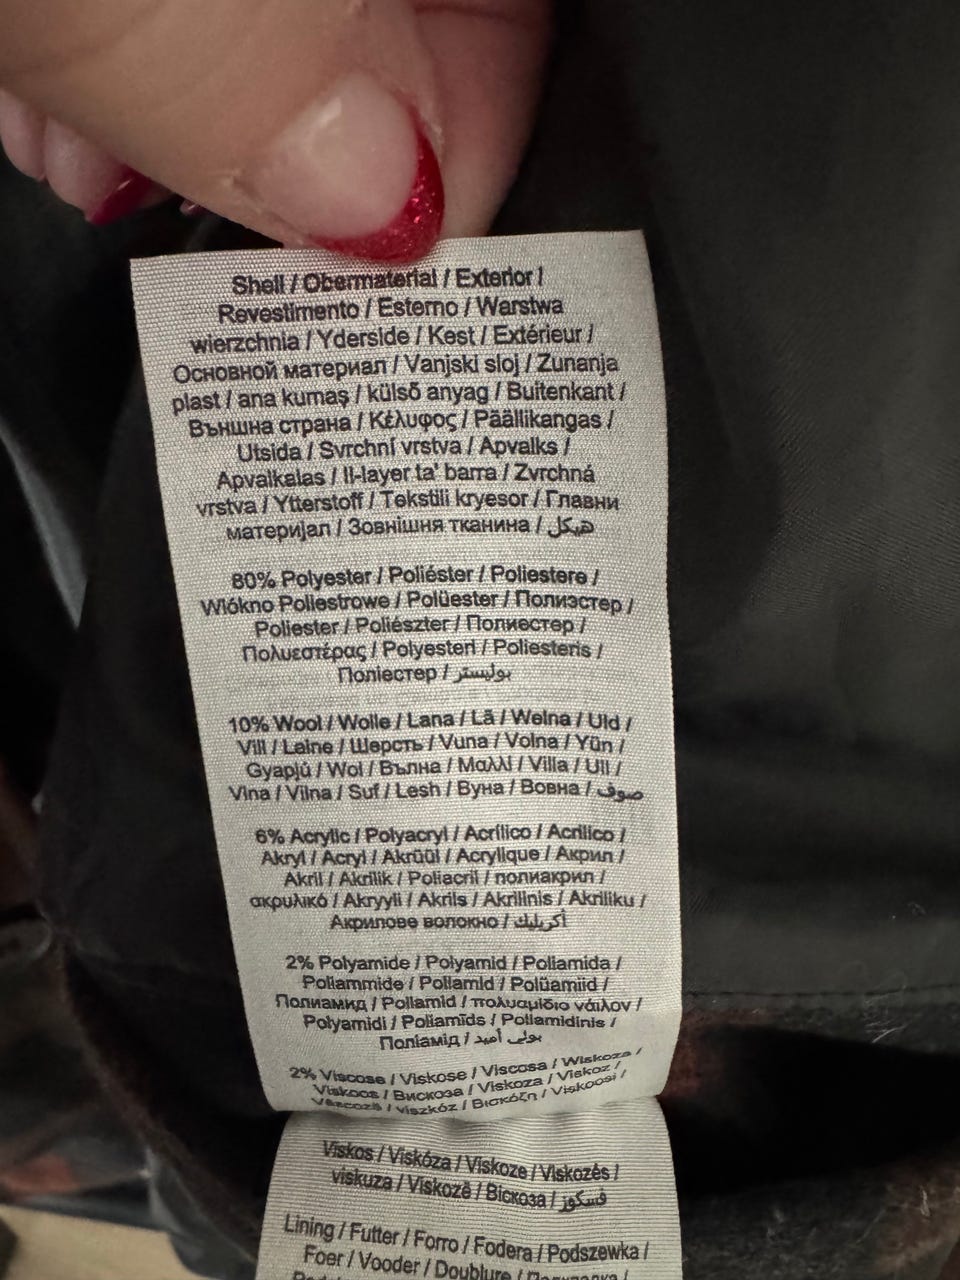 Shell / Obermaterial / Exterior /
Revestimento / Esterno / Warstwa
wierzchnia / Yderside / Kest / Extérieur /
Основной материал / Vanjski sloj / Zunanja
plast / ana kumaş / külső anyag / Buitenkant /
Външна страна / Κέλυφος / Päällikangas /
Utsida / Svrchní vrstva / Apvalks /
Apvalkalas / Il-layer ta' barra / Zvrchná
vrstva / Ytterstoff / Tekstili kryesor / Главни
материјал / Зовнішня тканина / هيكل
80% Polyester / Poliéster / Poliestere /
Włókno Poliestrowe / Polüester / Полиэстер /
Poliester / Poliészter / Полиестер /
Πολυεστέρας / Polyesteri / Poliesteris /
Поліестер / بوليستر
10% Wool / Wolle / Lana / Lã / Wełna / Uld /
Vill / Laine / Шерсть / Vuna / Volna / Yün /
Gyapjú / Wol / Вълна / Μαλλί / Villa / Ull /
Vlna / Vilna / Suf / Lesh / Вуна / Вовна / صوف
6% Acrylic / Polyacryl / Acrílico / Acrilico /
Akryl / Acryl / Akrüül / Acrylique / Акрил /
Akril / Akrilik / Poliacril / полиакрил /
ακρυλικό / Akryyli / Akrils / Akrilinis / Akriliku /
Акрилове волокно / أكريليك
2% Polyamide / Polyamid / Poliamida /
Poliammide / Poliamid / Polüamiid /
Полиамид / Poliamid / πολυαμίδιο νάιλον /
Polyamidi / Poliamīds / Poliamidinis /
Поліамід / بولي أميد
2% Viscose / Viskose / Viscosa / Wiskoza /
Viskoos / Вискоза / Viskoza / Viskoz /
viszkóz / Βισκόζη / Viskoosi /
Viskos / Viskóza / Viskoze / Viskozés /
viskuza / Viskozë / Віскоза / فسكوز
Lining / Futter / Forro / Fodera / Podszewka /
Foer / Vooder / Doublure /